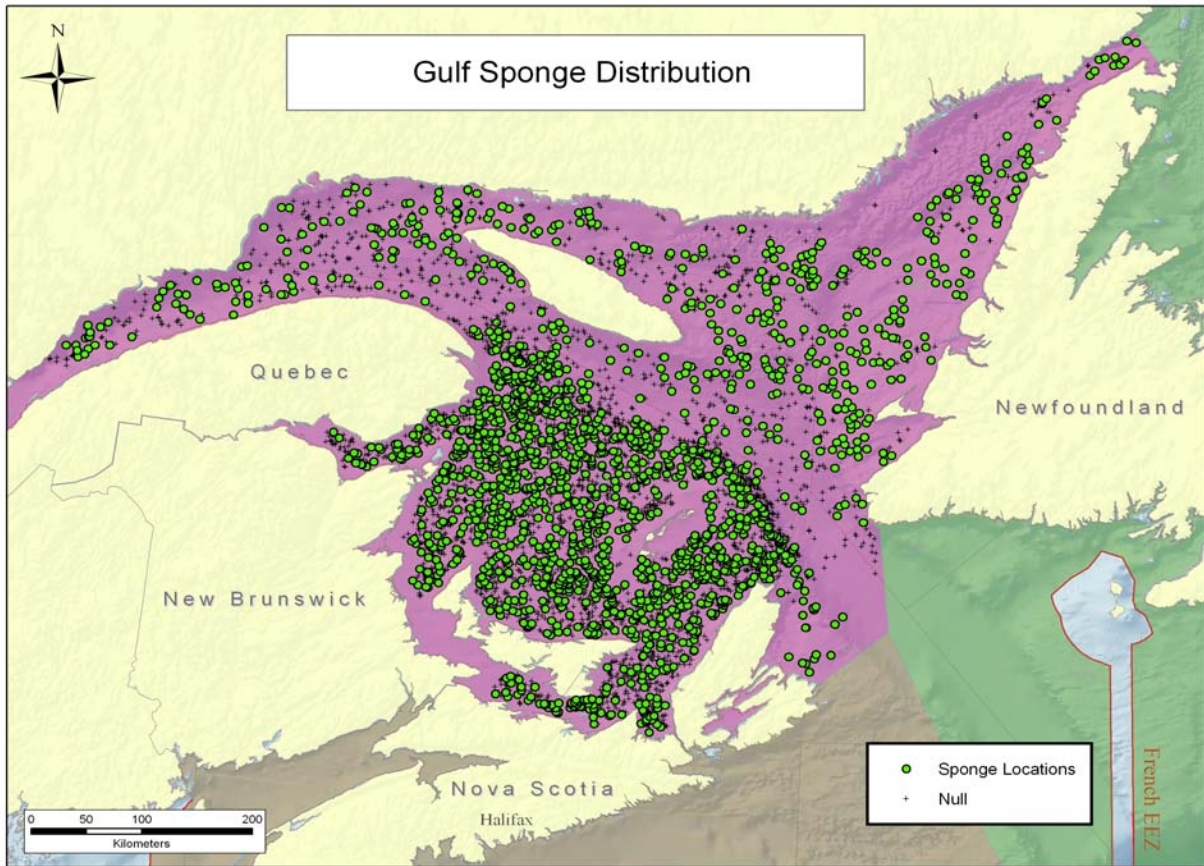 N
Gulf Sponge Distribution
Quebec
Newfoundland
New Brunswick
Nova Scotia
Halifax
French EEZ
Sponge Locations
Null
0 50 100 200
Kilometers